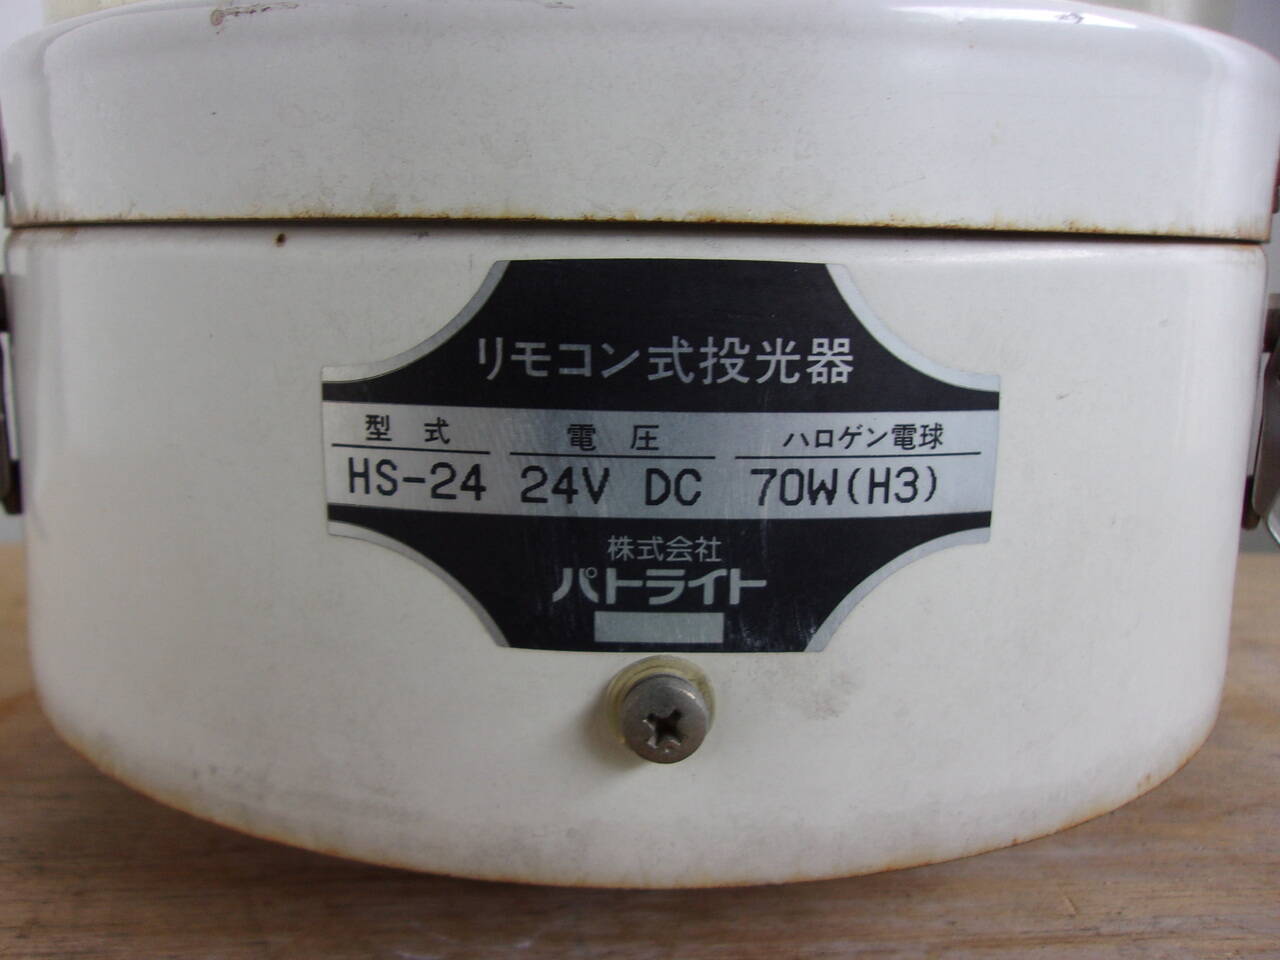 リモコン式投光器
型式 電圧 ハロゲン電球
HS-24 24V DC 70W(H3)
株式会社
パトライト